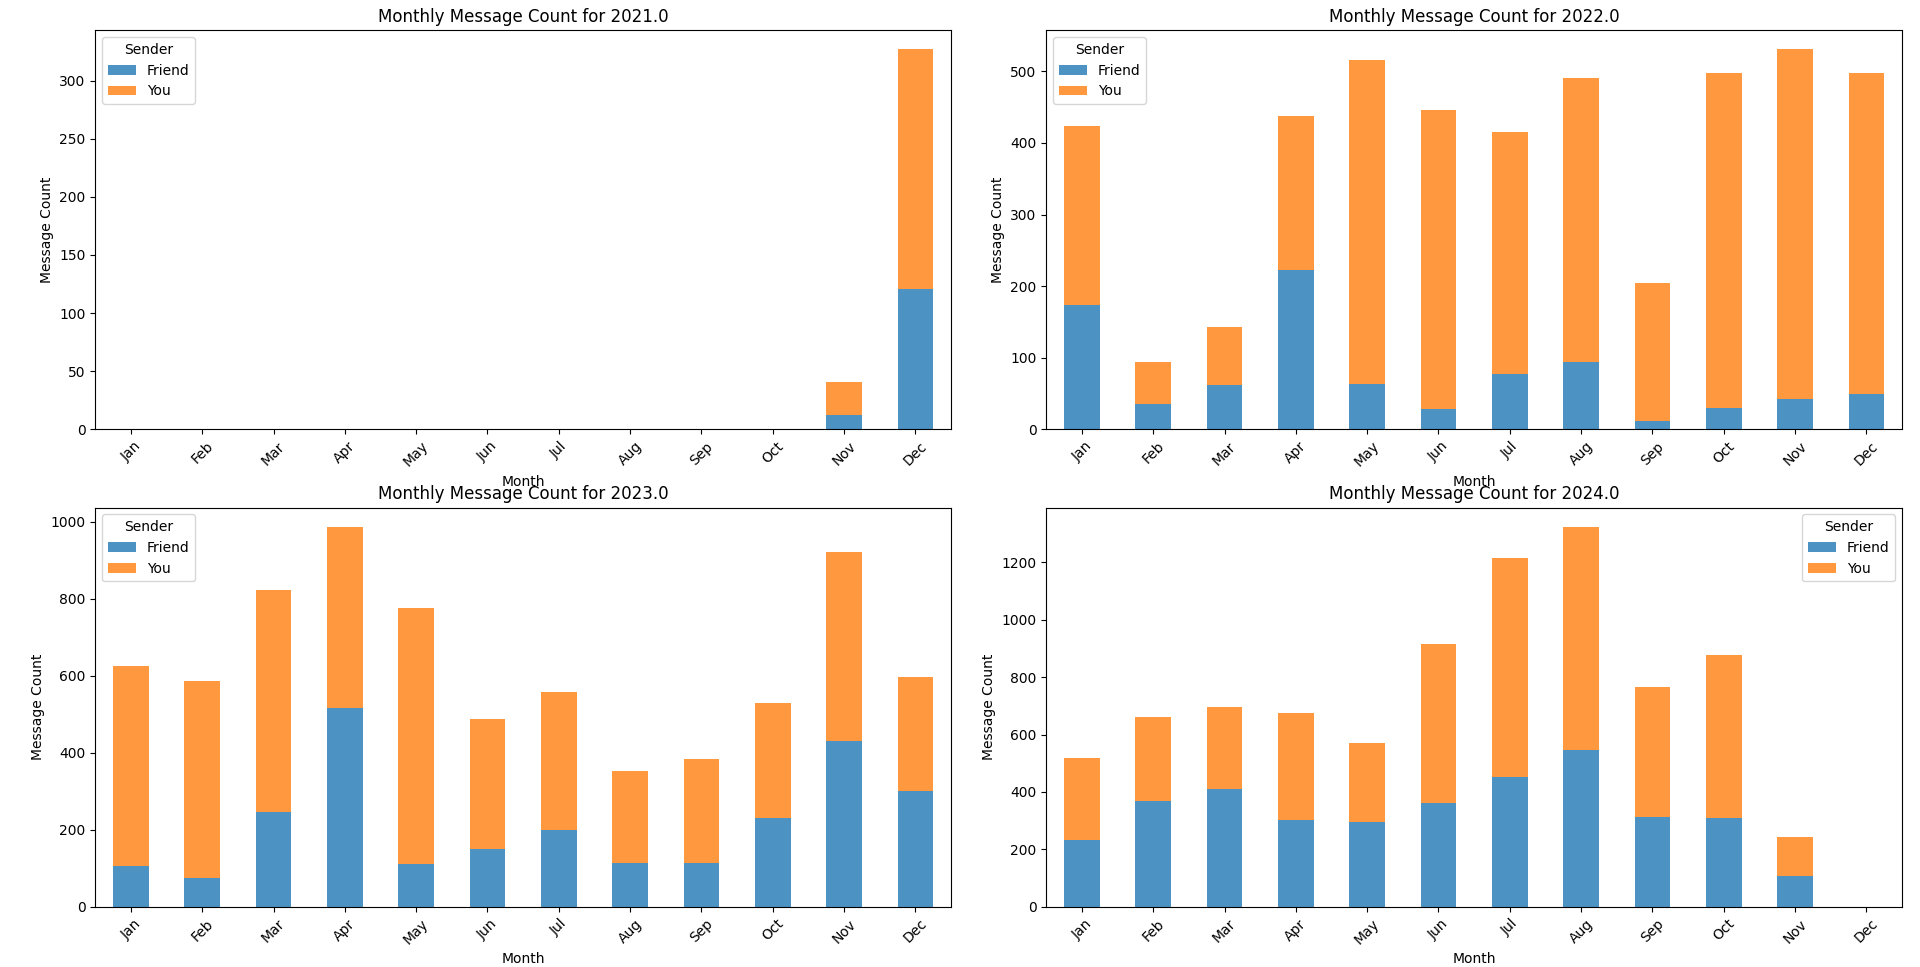 Monthly Message Count for 2021.0
Sender
Friend
You
Message Count
300
250
200
150
100
50
0
Jan Feb Mar Apr May Jun Jul Aug Sep Oct Nov Dec
Month
Monthly Message Count for 2022.0
Sender
Friend
You
Message Count
500
400
300
200
100
0
Jan Feb Mar Apr May Jun Jul Aug Sep Oct Nov Dec
Month
Monthly Message Count for 2023.0
Sender
Friend
You
Message Count
1000
800
600
400
200
0
Jan Feb Mar Apr May Jun Jul Aug Sep Oct Nov Dec
Month
Monthly Message Count for 2024.0
Sender
Friend
You
Message Count
1200
1000
800
600
400
200
0
Jan Feb Mar Apr May Jun Jul Aug Sep Oct Nov Dec
Month